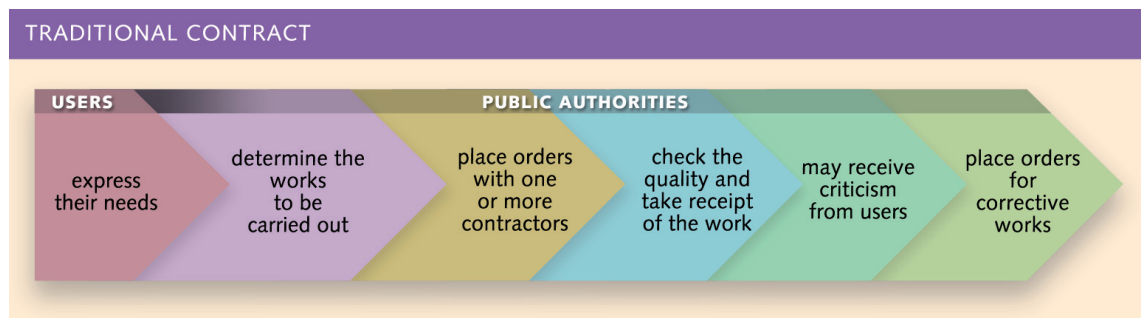 TRADITIONAL CONTRACT
USERS
PUBLIC AUTHORITIES
express
their needs
determine the
works
to be
carried out
place orders
with one
or more
contractors
check the
quality and
take receipt
of the work
may receive
criticism
from users
place orders
for
corrective
works